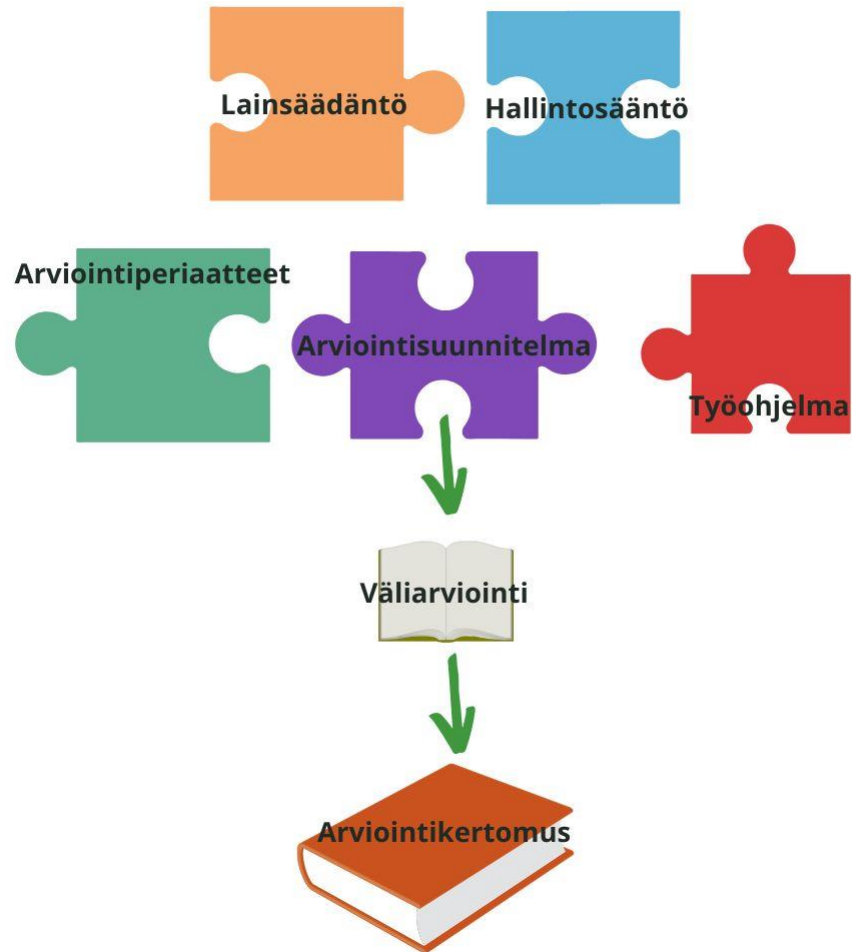 Lainsäädäntö
Hallintosääntö
Arviointiperiaatteet
Arviointisuunnitelma
Työohjelma
Väliarviointi
Arviointikertomus